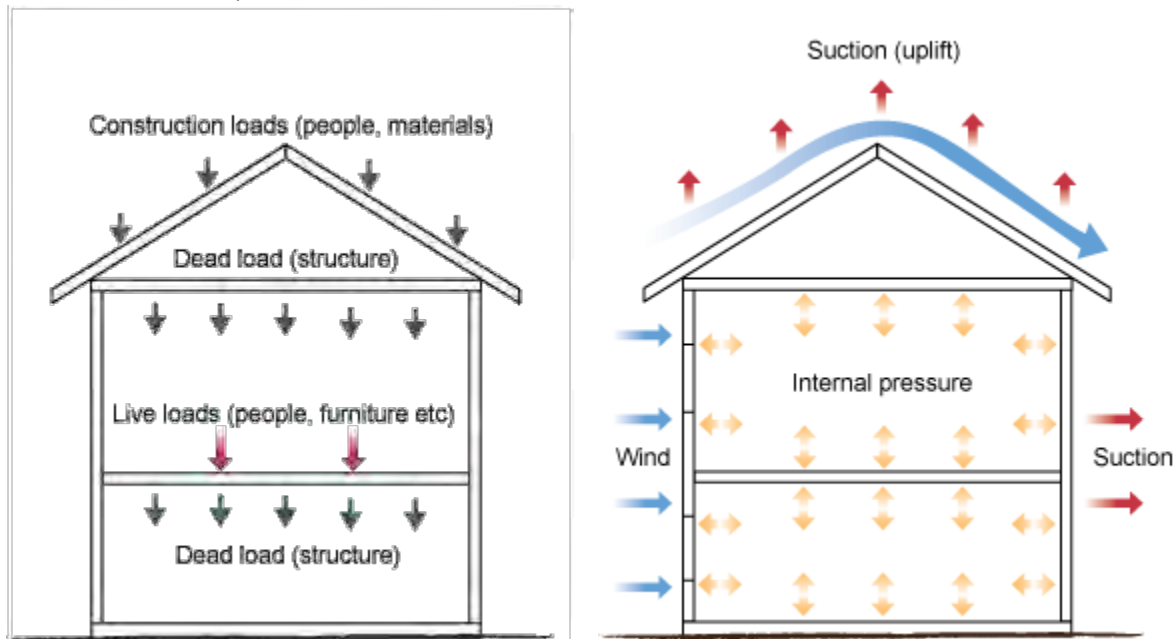 Construction loads (people, materials)
Dead load (structure)
Live loads (people, furniture etc)
Dead load (structure)
Suction (uplift)
Internal pressure
Wind
Suction